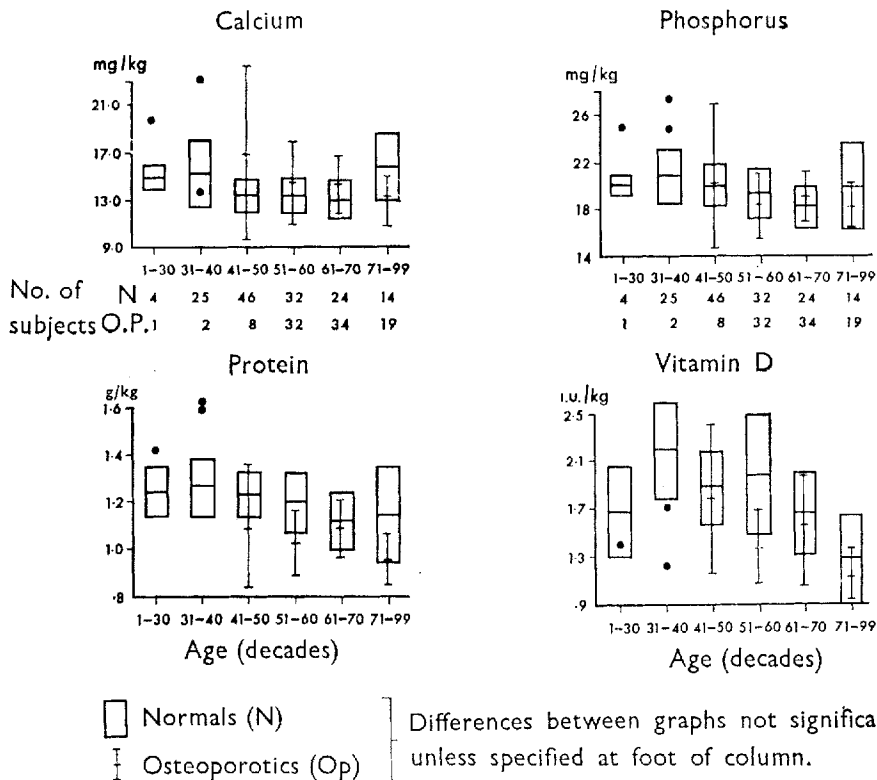 Calcium
Phosphorus
mg/kg
mg/kg
21·0
17·0
13·0
9·0
26
22
18
14
1-30 31-40 41-50 51-60 61-70 71-99
1-30 31-40 41-50 51-60 61-70 71-99
No. of N 4 25 46 32 24 14
4 25 46 32 24 14
subjects O.P. 1 2 8 32 34 19
1 2 8 32 34 19
Protein
Vitamin D
g/kg
i.u./kg
1·6
1·4
1·2
1·0
·8
2·5
2·1
1·7
1·3
·9
1-30 31-40 41-50 51-60 61-70 71-99
1-30 31-40 41-50 51-60 61-70 71-99
Age (decades)
Age (decades)
Normals (N)
Osteoporotics (Op)
Differences between graphs not significa
unless specified at foot of column.